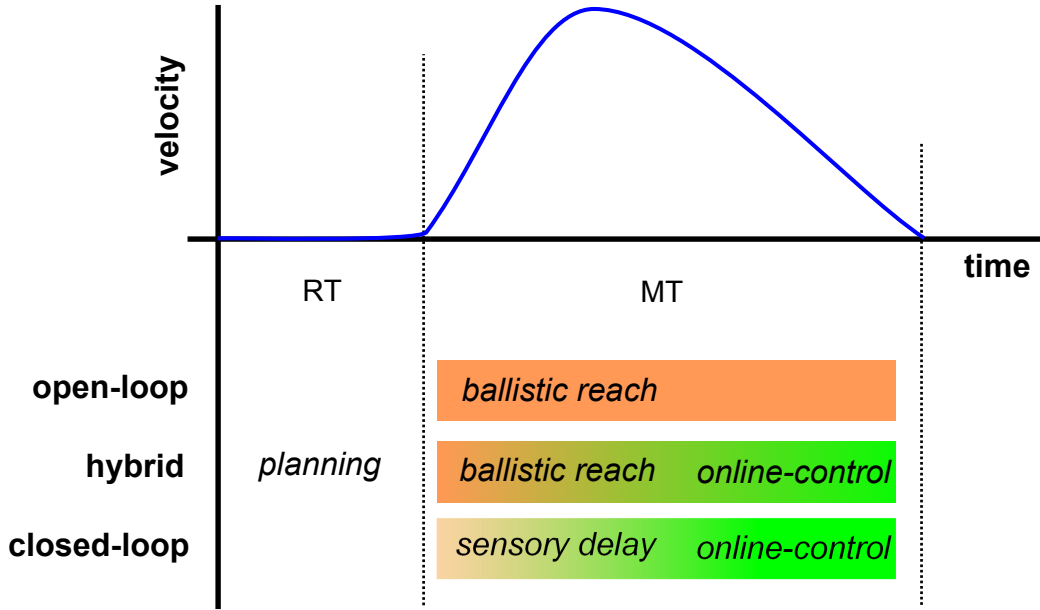 velocity
time
RT
MT
open-loop
ballistic reach
hybrid
planning
ballistic reach
online-control
closed-loop
sensory delay
online-control